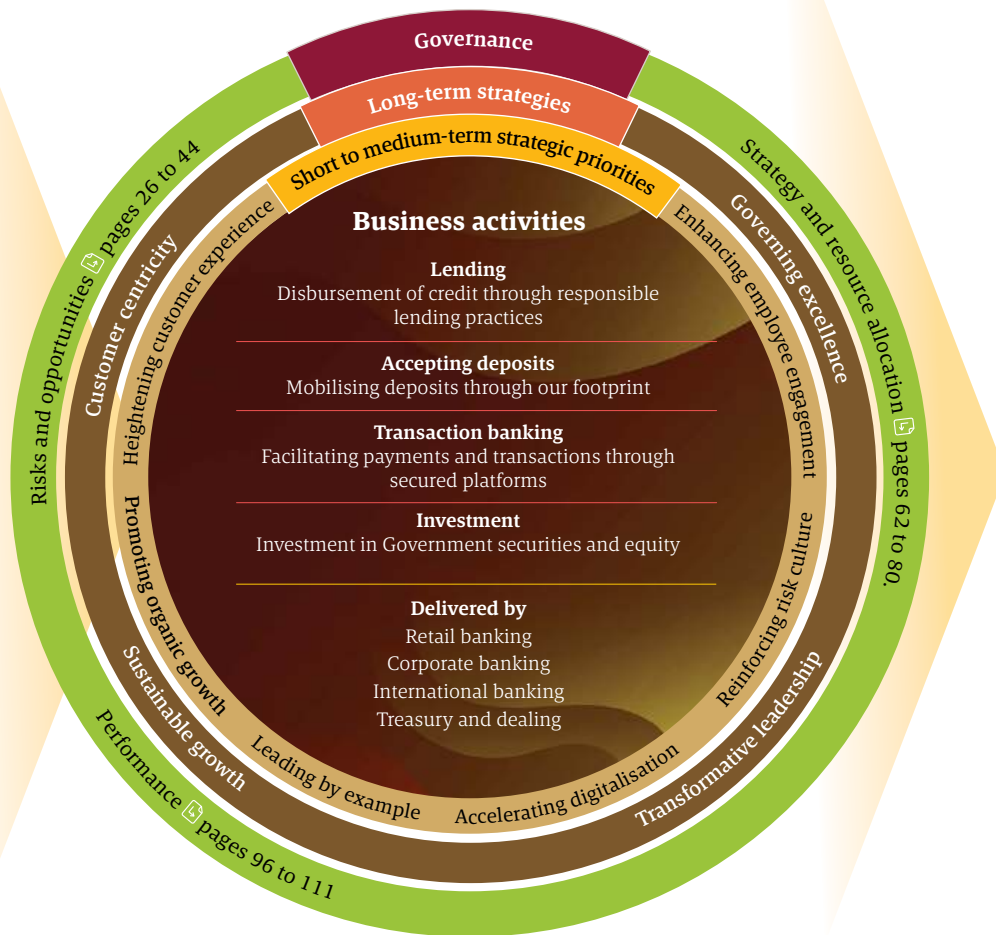 Governance
Long-term strategies
Short to medium-term strategic priorities
Risks and opportunities pages 26 to 44
Strategy and resource allocation pages 62 to 80.
Performance pages 96 to 111
Customer centricity
Governing excellence
Sustainable growth
Transformative leadership
Heightening customer experience
Enhancing employee engagement
Promoting organic growth
Reinforcing risk culture
Leading by example
Accelerating digitalisation
Business activities
Lending
Disbursement of credit through responsible
lending practices
Accepting deposits
Mobilising deposits through our footprint
Transaction banking
Facilitating payments and transactions through
secured platforms
Investment
Investment in Government securities and equity
Delivered by
Retail banking
Corporate banking
International banking
Treasury and dealing